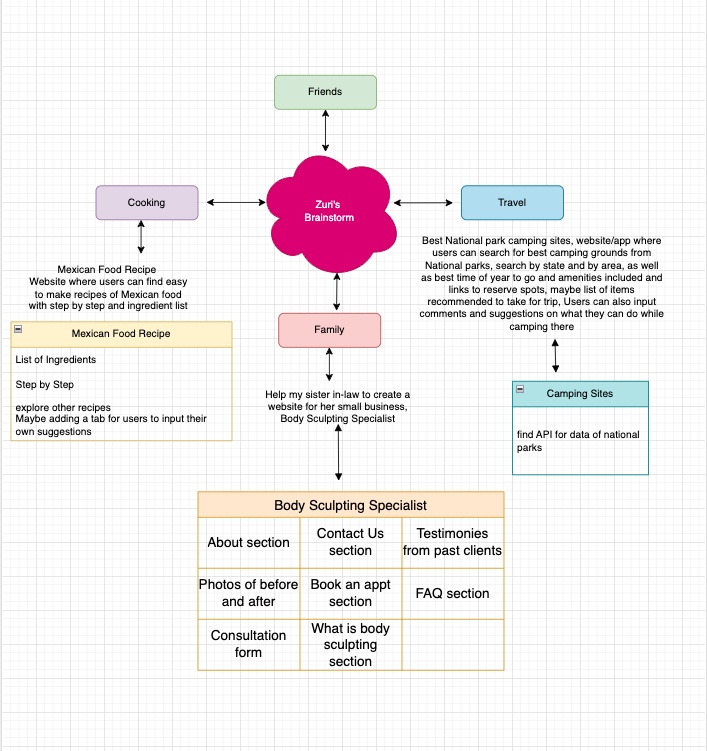 Friends
Zuri's
Brainstorm
Cooking
Travel
Mexican Food Recipe
Website where users can find easy
to make recipes of Mexican food
with step by step and ingredient list
Best National park camping sites, website/app where
users can search for best camping grounds from
National parks, search by state and by area, as well
as best time of year to go and amenities included and
links to reserve spots, maybe list of items
recommended to take for trip, Users can also input
comments and suggestions on what they can do while
camping there
Mexican Food Recipe
List of Ingredients
Step by Step
explore other recipes
Maybe adding a tab for users to input their
own suggestions
Family
Help my sister in-law to create a
website for her small business,
Body Sculpting Specialist
Camping Sites
find API for data of national
parks
Body Sculpting Specialist
About section
Contact Us
section
Testimonies
from past clients
Photos of before
and after
Book an appt
section
FAQ section
Consultation
form
What is body
sculpting
section